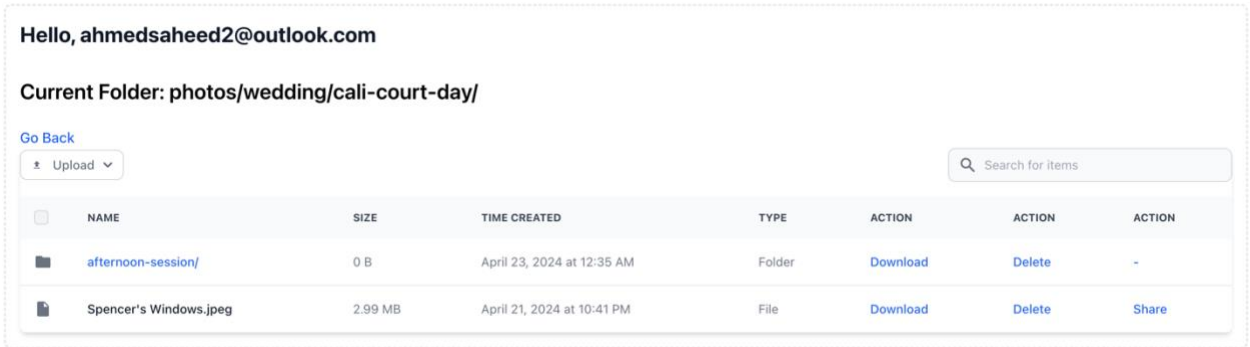 Hello, ahmedsaheed2@outlook.com
Current Folder: photos/wedding/cali-court-day/
Go Back
Upload
Search for items
NAME SIZE TIME CREATED TYPE ACTION ACTION ACTION
afternoon-session/ 0 B April 23, 2024 at 12:35 AM Folder Download Delete -
Spencer's Windows.jpeg 2.99 MB April 21, 2024 at 10:41 PM File Download Delete Share